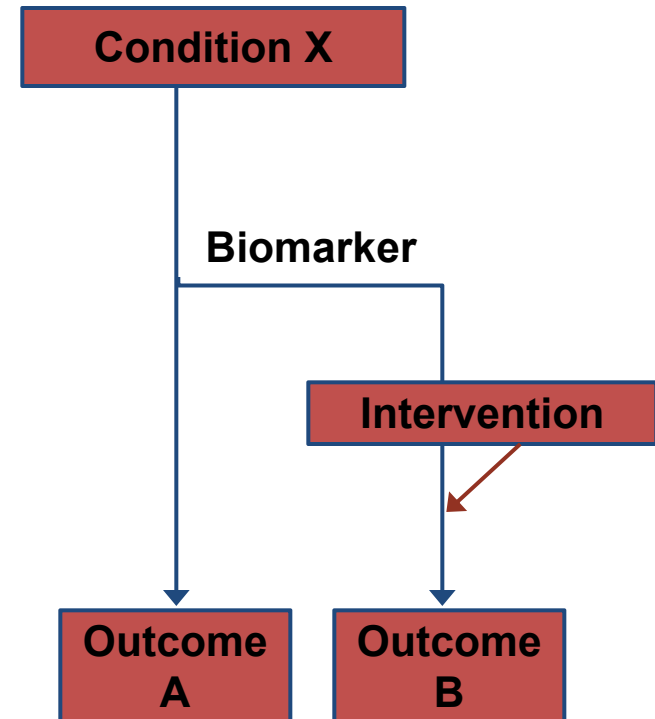 Condition X
Biomarker
Intervention
Outcome
A
Outcome
B